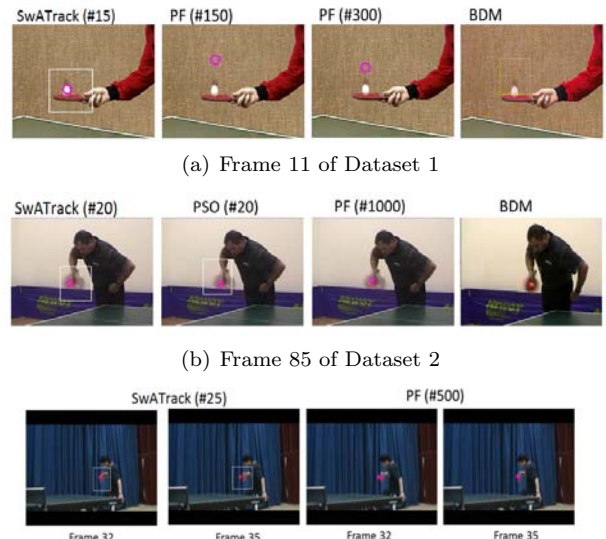 SwATrack (#15) PF (#150) PF (#300) BDM
(a) Frame 11 of Dataset 1
SwATrack (#20) PSO (#20) PF (#1000) BDM
(b) Frame 85 of Dataset 2
SwATrack (#25) PF (#500)
Frame 32 Frame 35 Frame 32 Frame 35